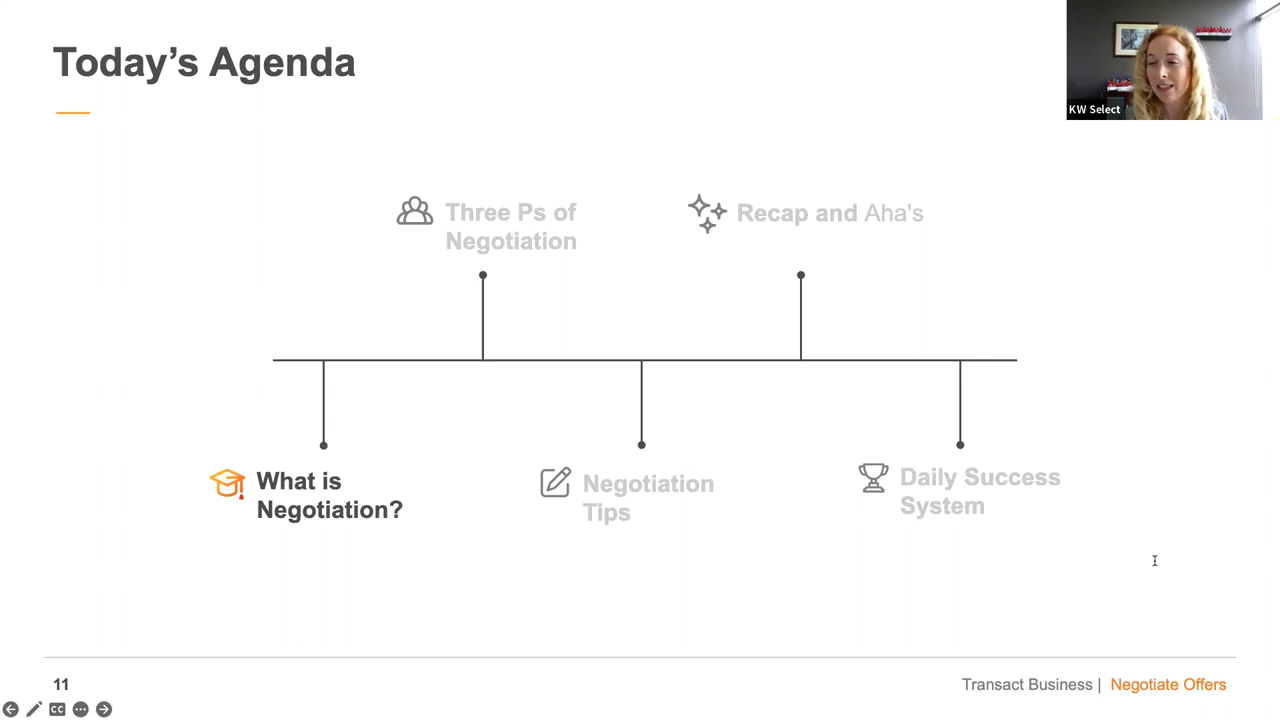 Today's Agenda
KW Select
Three Ps of
Negotiation
Recap and Aha's
What is
Negotiation?
Negotiation
Tips
Daily Success
System
11
Transact Business | Negotiate Offers
CC